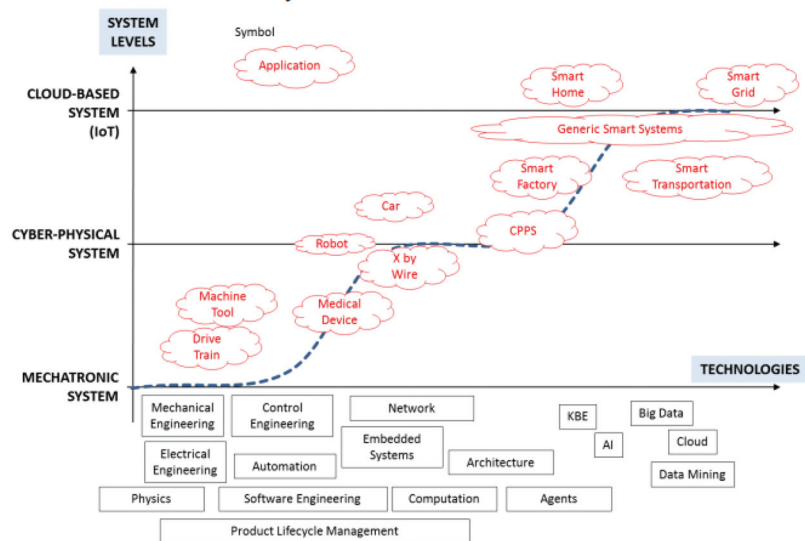 SYSTEM
LEVELS
Symbol
Application
Smart
Home
Smart
Grid
CLOUD-BASED
SYSTEM
(IoT)
Generic Smart Systems
Smart
Factory
Smart
Transportation
Car
CYBER-PHYSICAL
SYSTEM
Robot
CPPS
X by
Wire
Machine
Tool
Medical
Device
Drive
Train
MECHATRONIC
SYSTEM
TECHNOLOGIES
Mechanical
Engineering
Control
Engineering
Network
KBE
Big Data
Electrical
Engineering
Automation
Embedded
Systems
Architecture
AI
Cloud
Data Mining
Physics
Software Engineering
Computation
Agents
Product Lifecycle Management